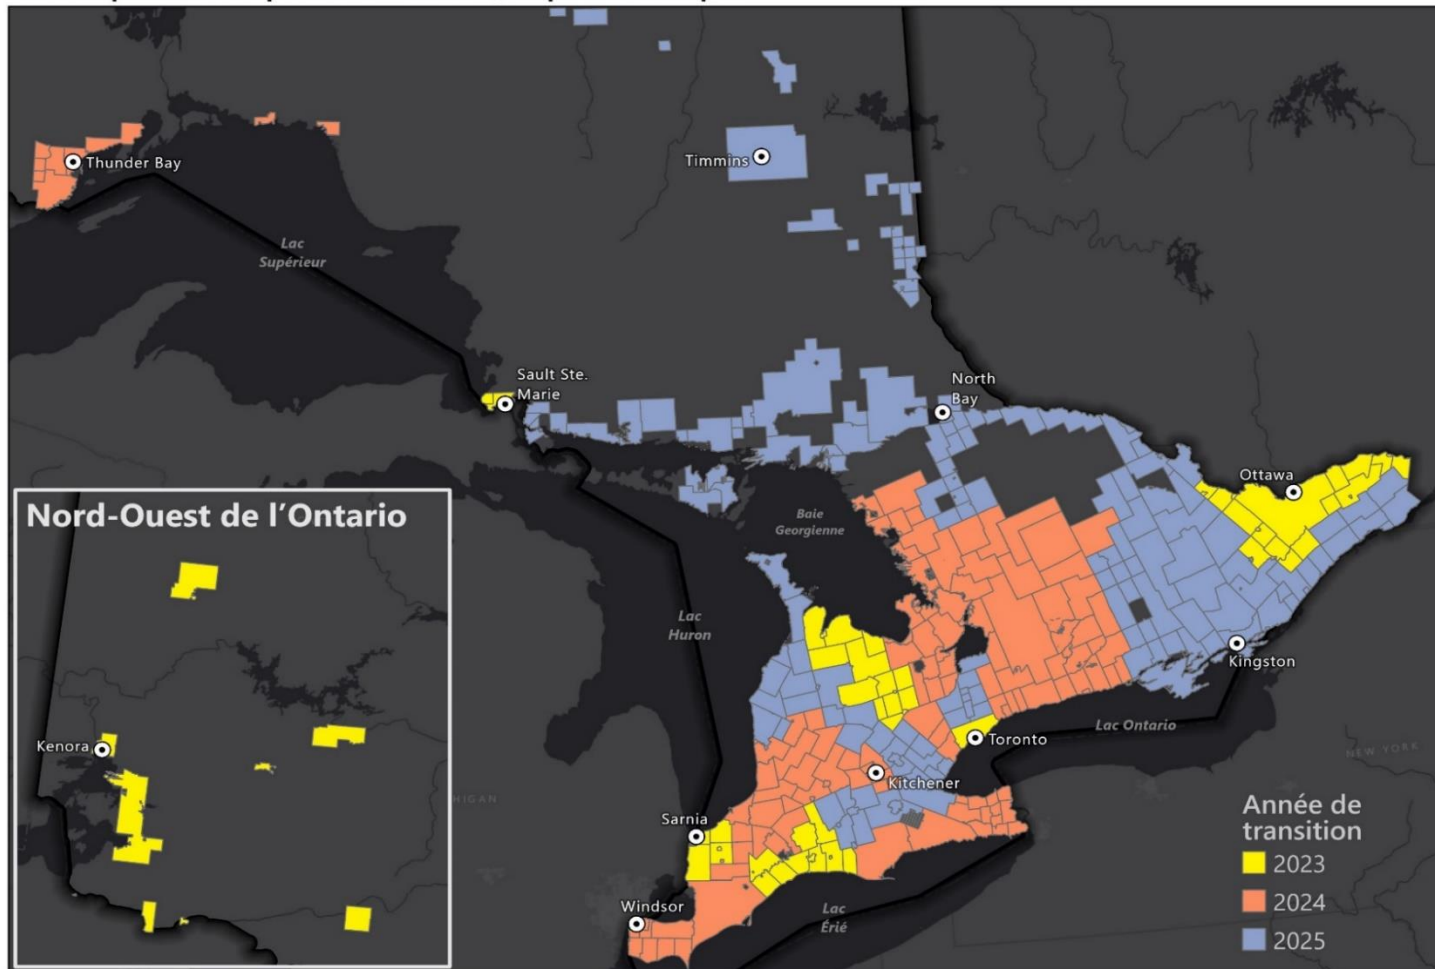 Thunder Bay
Timmins
Lac
Supérieur
Sault Ste.
Marie
North
Bay
Ottawa
Nord-Ouest de l'Ontario
Baie
Georgienne
Lac
Huron
Kingston
Kenora
Lac Ontario
Toronto
NEW YORK
Kitchener
HIGAN
Sarnia
Année de
transition
2023
Windsor
2024
Lac
Érié
2025